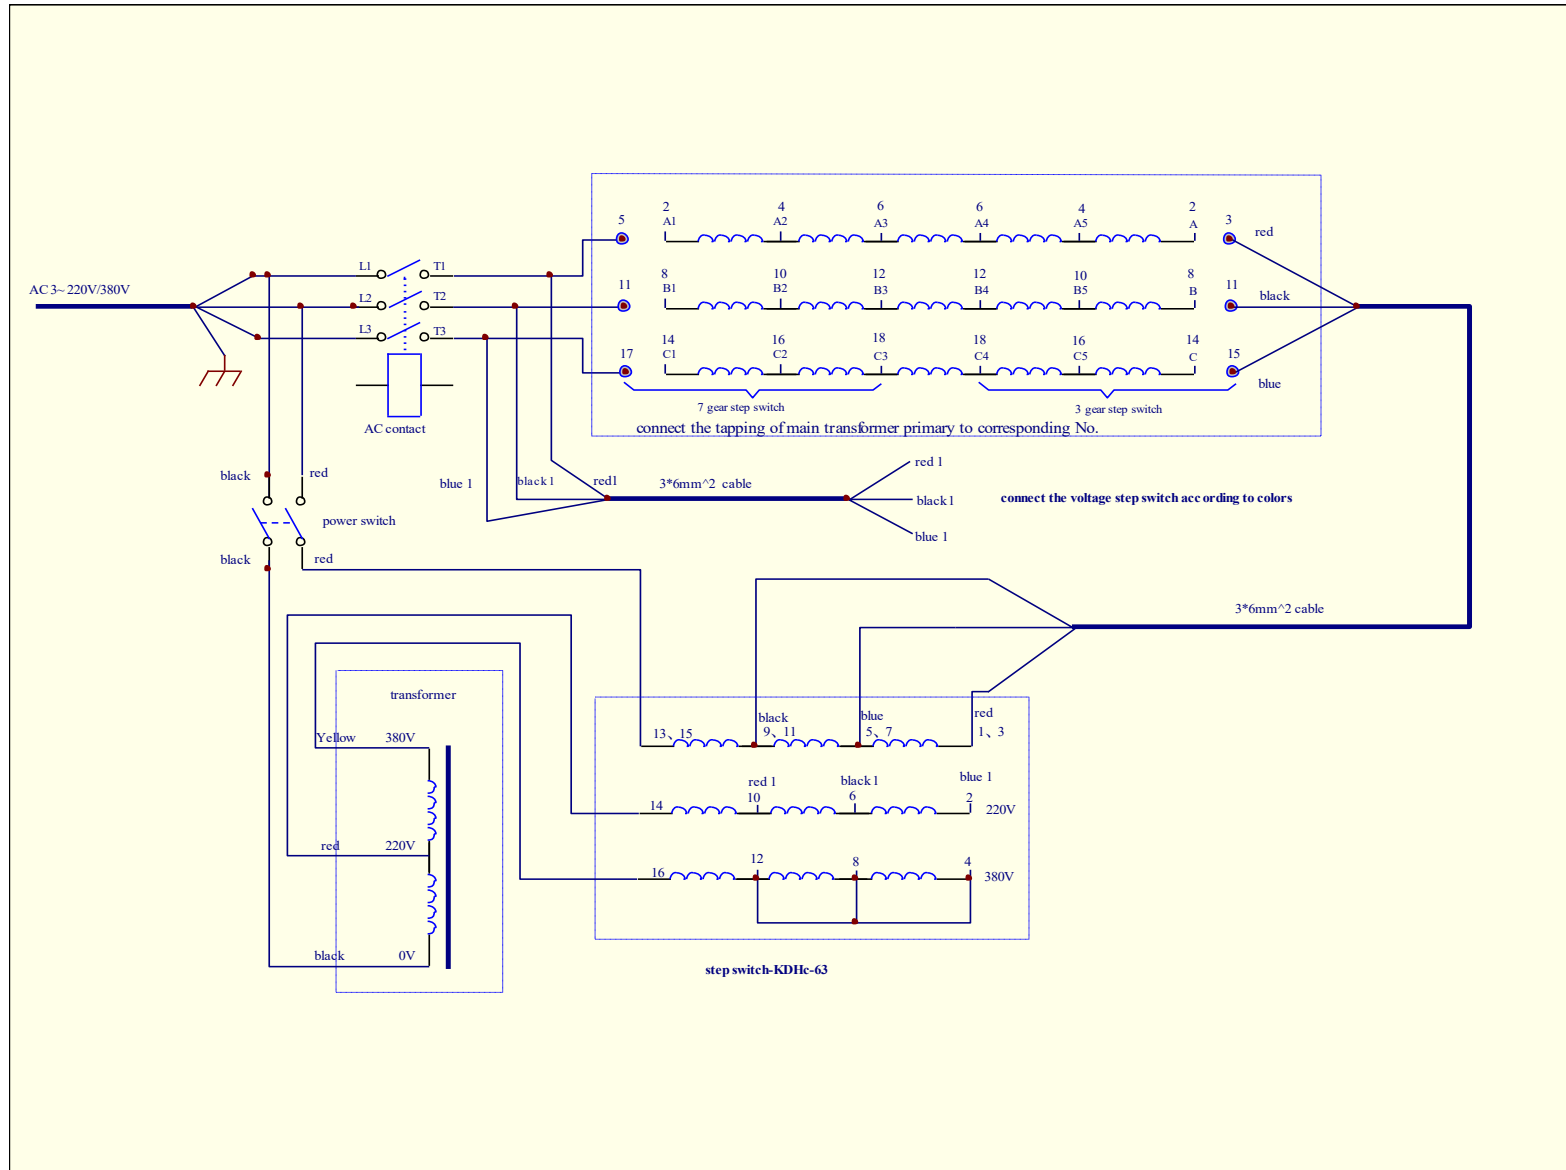 AC 3~ 220V/380V
L1
T1
L2
T2
L3
T3
AC contact
5
2
4
6
6
4
2
3
A1
A2
A3
A4
A5
A
red
11
8
10
12
12
10
8
11
B1
B2
B3
B4
B5
B
black
17
14
16
18
18
16
14
15
C1
C2
C3
C4
C5
C
blue
7 gear step switch
3 gear step switch
connect the tapping of main transformer primary to corresponding No.
black
red
power switch
black
red
blue 1
black1
red1
3*6mm^2 cable
red 1
black1
blue 1
connect the voltage step switch according to colors
3*6mm^2 cable
transformer
Yellow
380V
red
220V
black
0V
black
blue
red
13、15
9、11
5、7
1、3
red 1
black1
blue 1
14
10
6
2
220V
16
12
8
4
380V
step switch-KDHc-63